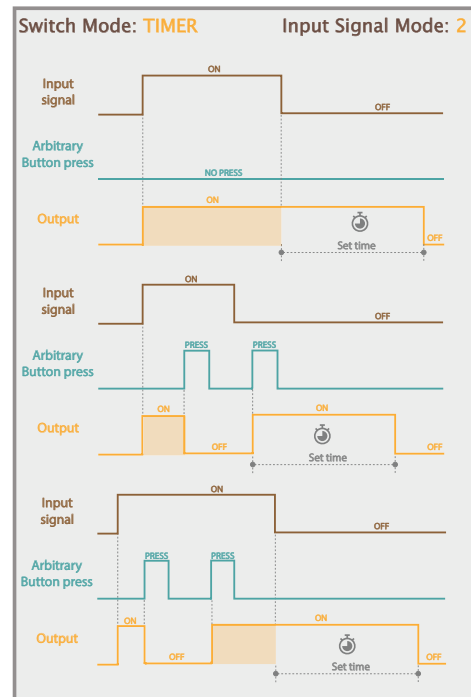 Switch Mode: TIMER Input Signal Mode: 2
ON
Input
signal
OFF
Arbitrary
Button press
NO PRESS
ON
Output
Set time
OFF
ON
Input
signal
OFF
PRESS PRESS
Arbitrary
Button press
ON ON
Output
OFF OFF
Set time
ON
Input
signal
OFF
PRESS PRESS
Arbitrary
Button press
ON ON
Output
OFF OFF
Set time